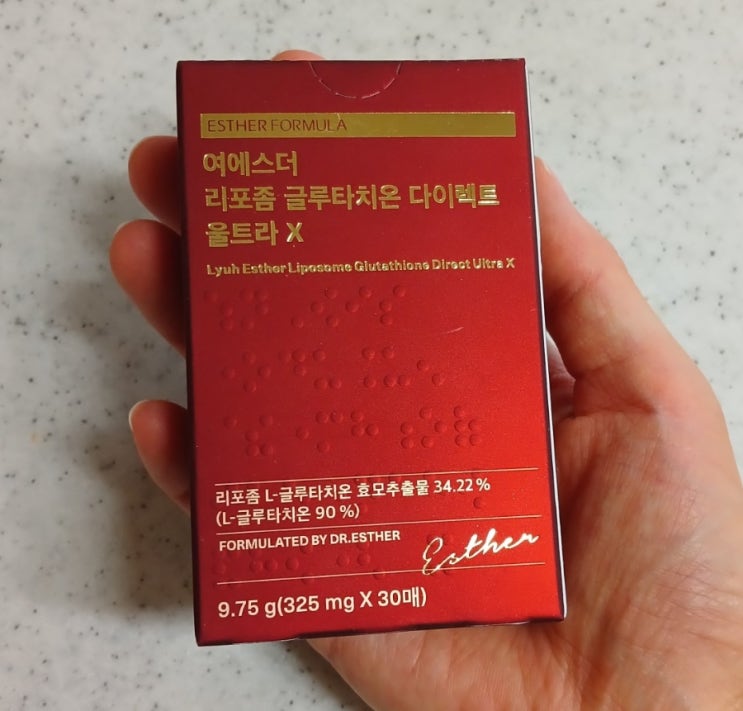 ESTHER FORMULA
여에스더
리포좀 글루타치온 다이렉트
울트라 X
Lyuh Esther Liposome Glutathione Direct Ultra X
리포좀 L-글루타치온 효모추출물 34.22 %
(L-글루타치온 90 %)
FORMULATED BY DR.ESTHER
Esther
9.75 g(325 mg X 30매)